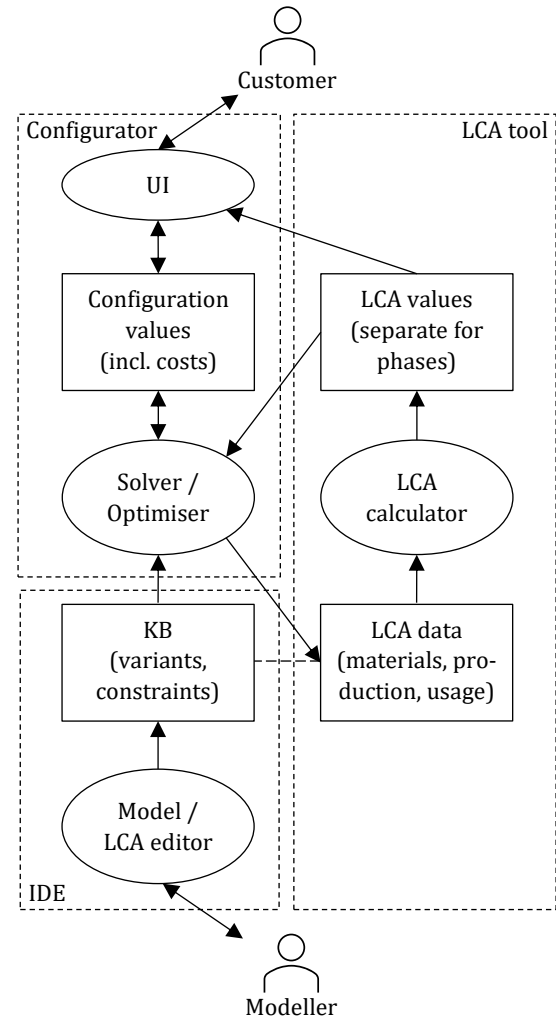 Customer
Configurator
LCA tool
UI
Configuration
values
(incl. costs)
LCA values
(separate for
phases)
Solver /
Optimiser
LCA
calculator
KB
(variants,
constraints)
LCA data
(materials, pro-
duction, usage)
Model /
LCA editor
IDE
Modeller